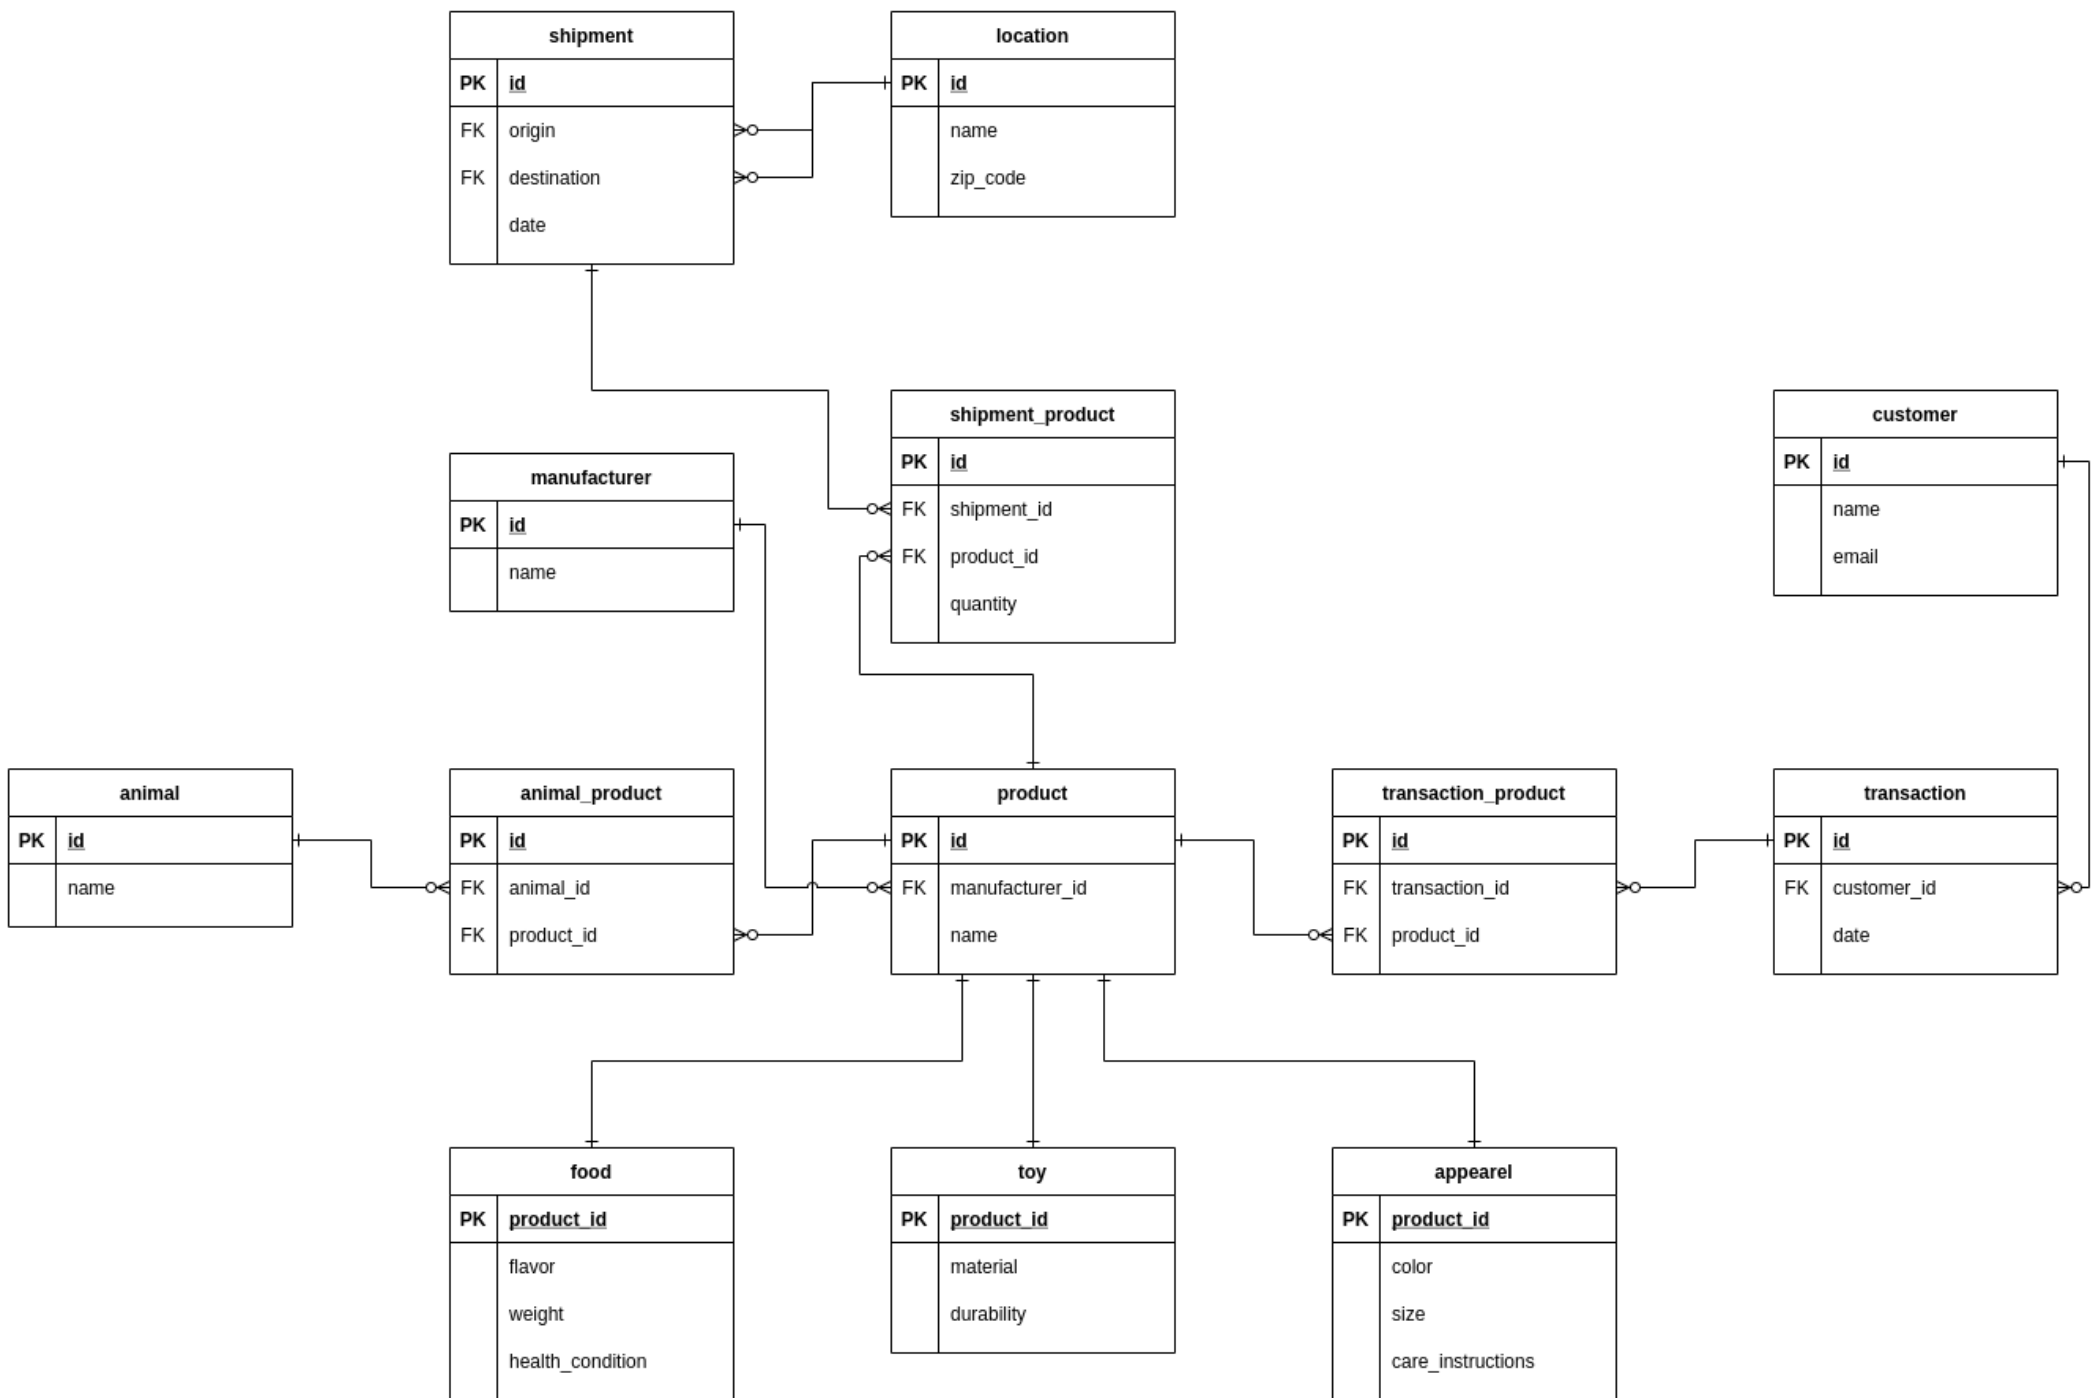 shipment
PK id
FK origin
FK destination
date
location
PK id
name
zip_code
shipment_product
PK id
FK shipment_id
FK product_id
quantity
customer
PK id
name
email
manufacturer
PK id
name
animal
PK id
name
animal_product
PK id
FK animal_id
FK product_id
product
PK id
FK manufacturer_id
name
transaction_product
PK id
FK transaction_id
FK product_id
transaction
PK id
FK customer_id
date
food
PK product_id
flavor
weight
health_condition
toy
PK product_id
material
durability
appearel
PK product_id
color
size
care_instructions